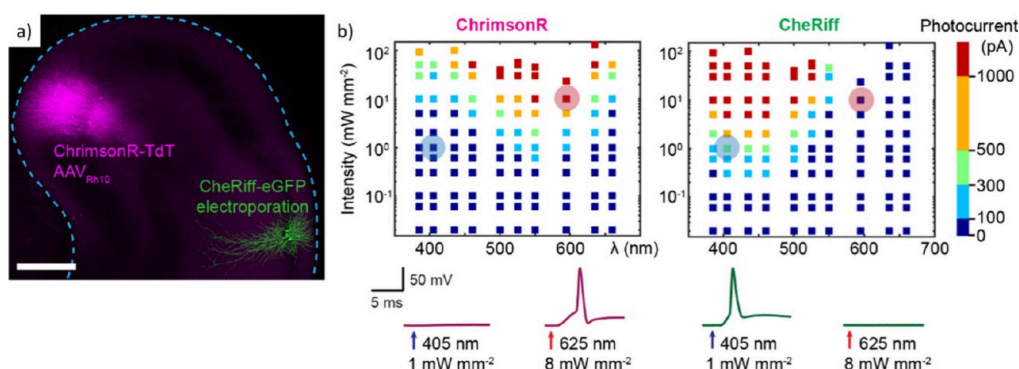 a)
ChrimsonR-TdT
AAV Rh10
CheRiff-eGFP
electroporation
b)
ChrimsonR
CheRiff
Photocurrent
(pA)
Intensity (mW mm-2)
10²
10¹
10⁰
10⁻¹
400
500
600
λ (nm)
400
500
600
700
1000
500
300
100
0
50 mV
5 ms
405 nm
1 mW mm-2
625 nm
8 mW mm-2
405 nm
1 mW mm-2
625 nm
8 mW mm-2